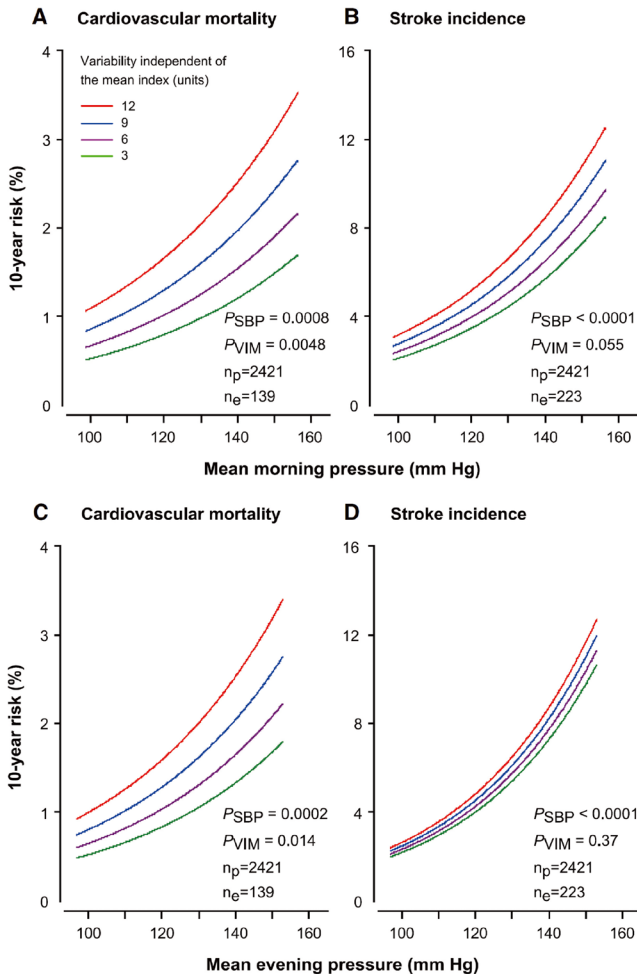 A Cardiovascular mortality
B Stroke incidence
4
3
2
1
0
10-year risk (%)
Variability independent of
the mean index (units)
12
9
6
3
PSBP = 0.0008
PVIM = 0.0048
np=2421
ne=139
100
120
140
160
16
12
8
4
0
PSBP < 0.0001
PVIM = 0.055
np=2421
ne=223
100
120
140
160
Mean morning pressure (mm Hg)
C Cardiovascular mortality
D Stroke incidence
4
3
2
1
0
10-year risk (%)
PSBP = 0.0002
PVIM = 0.014
np=2421
ne=139
100
120
140
160
16
12
8
4
0
PSBP < 0.0001
PVIM = 0.37
np=2421
ne=223
100
120
140
160
Mean evening pressure (mm Hg)